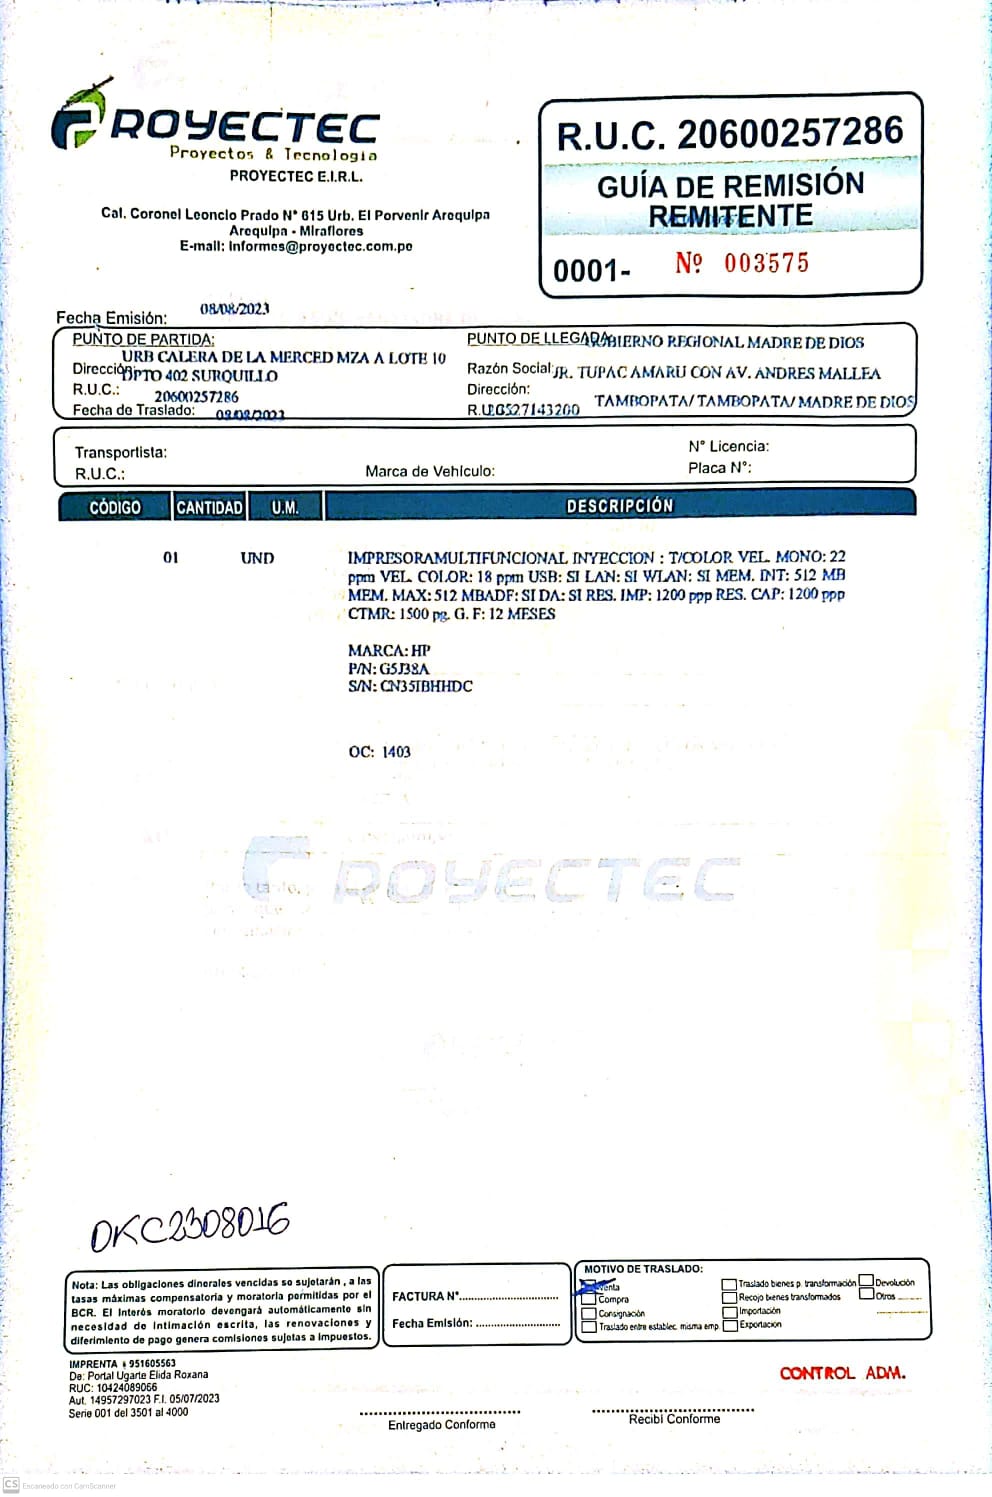 ROYECTEC
Proyectos & Tecnología
PROYECTEC E.I.R.L.
Cal. Coronel Leoncio Prado N° 615 Urb. El Porvenir Arequipa
Arequipa - Miraflores
E-mail: informes@proyectec.com.pe
R.U.C. 20600257286
GUÍA DE REMISIÓN
REMITENTE
0001- Nº 003575
Fecha Emisión: 08/08/2023
PUNTO DE PARTIDA:
URB CALERA DE LA MERCED MZA A LOTE 10
Dirección: DPTO 402 SURQUILLO
R.U.C.: 20600257286
Fecha de Traslado: 08/08/2023
PUNTO DE LLEGADA: GOBIERNO REGIONAL MADRE DE DIOS
Razón Social: JR. TUPAC AMARU CON AV. ANDRES MALLEA
Dirección:
TAMBOPATA/ TAMBOPATA/ MADRE DE DIOS
R.U.C. 20527143200
Transportista:
R.U.C.:
Marca de Vehículo:
N° Licencia:
Placa N°:
CÓDIGO CANTIDAD U.M. DESCRIPCIÓN
01 UND IMPRESORAMULTIFUNCIONAL INYECCION : T/COLOR VEL. MONO: 22
ppm VEL. COLOR: 18 ppm USB: SI LAN: SI WLAN: SI MEM. INT: 512 MB
MEM. MAX: 512 MBADF: SI DA: SI RES. IMP: 1200 ppp RES. CAP: 1200 ppp
CTMR: 1500 pg. G. F: 12 MESES
MARCA: HP
P/N: G5J38A
S/N: CN35IBHHDC
OC: 1403
ROYECTEC
OKC2308016
Nota: Las obligaciones dinerales vencidas se sujetarán , a las
tasas máximas compensatoria y moratoria permitidas por el
BCR. El interés moratorio devengará automáticamente sin
necesidad de intimación escrita, las renovaciones y
diferimiento de pago genera comisiones sujetas a impuestos.
FACTURA N°
Fecha Emisión:
MOTIVO DE TRASLADO:
Venta
Compra
Consignación
Traslado entre establec. misma emp.
Traslado bienes p. transformación
Recojo bienes transformados
Importación
Exportación
Devolución
Otros
IMPRENTA 951605563
De: Portal Ugarte Elida Roxana
RUC: 10424089066
Aut. 14957297023 F.I. 05/07/2023
Serie 001 del 3501 al 4000
CONTROL ADM.
Entregado Conforme
Recibí Conforme
CS Escaneado con CamScanner